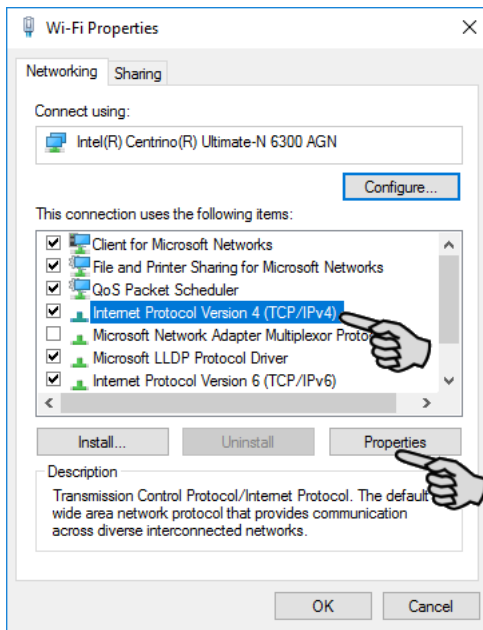 Wi-Fi Properties
Networking Sharing
Connect using:
Intel(R) Centrino(R) Ultimate-N 6300 AGN
Configure...
This connection uses the following items:
Client for Microsoft Networks
File and Printer Sharing for Microsoft Networks
QoS Packet Scheduler
Internet Protocol Version 4 (TCP/IPv4)
Microsoft Network Adapter Multiplexor
Microsoft LLDP Protocol Driver
Internet Protocol Version 6 (TCP/IPv6)
Install... Uninstall Properties
Description
Transmission Control Protocol/Internet Protocol. The default
wide area network protocol that provides communication
across diverse interconnected networks.
OK Cancel